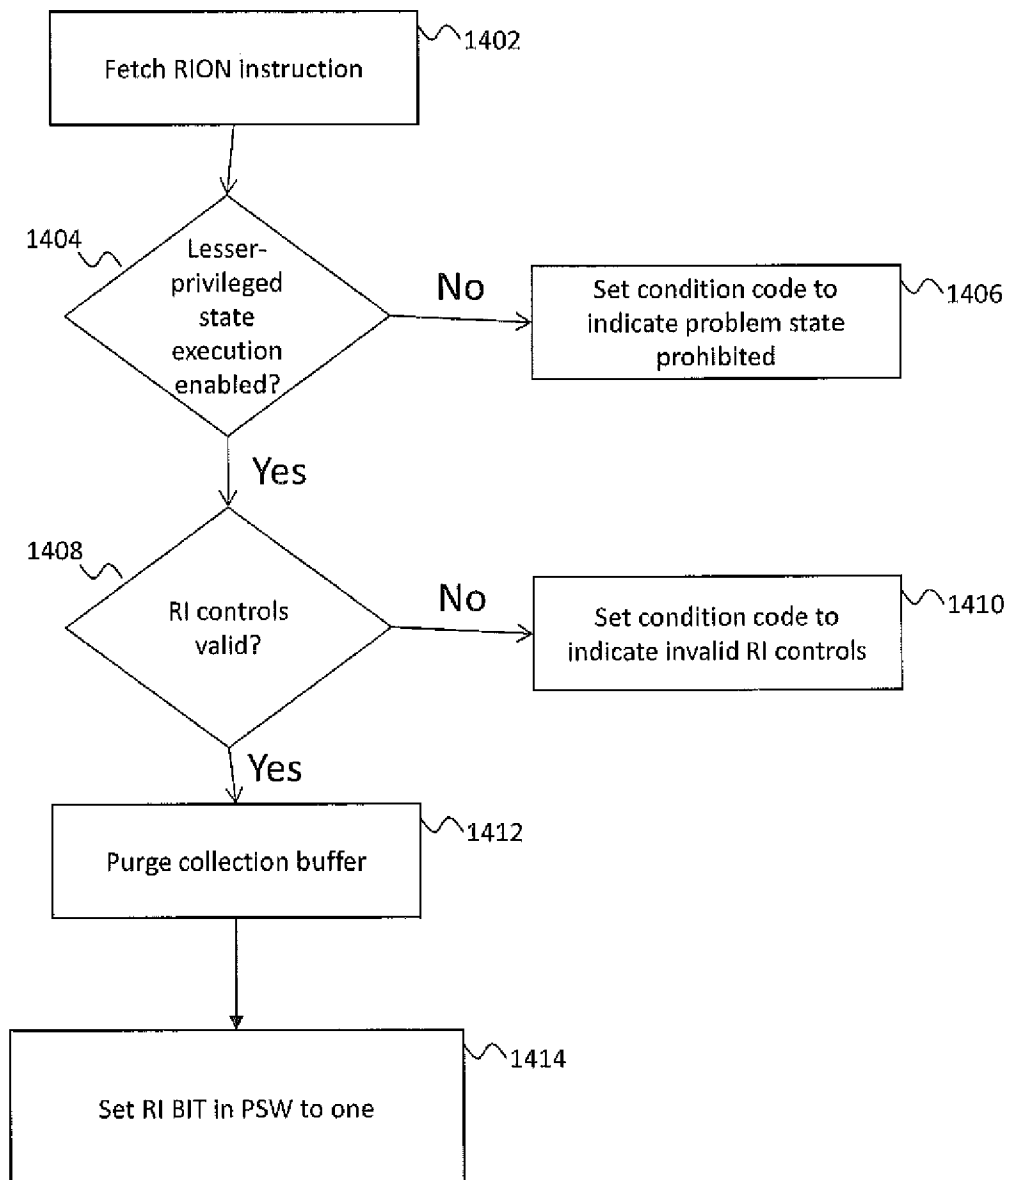 Fetch RION instruction
1402
1404
Lesser-
privileged
state
execution
enabled?
No
Set condition code to
indicate problem state
prohibited
1406
Yes
1408
RI controls
valid?
No
Set condition code to
indicate invalid RI controls
1410
Yes
Purge collection buffer
1412
Set RI BIT in PSW to one
1414